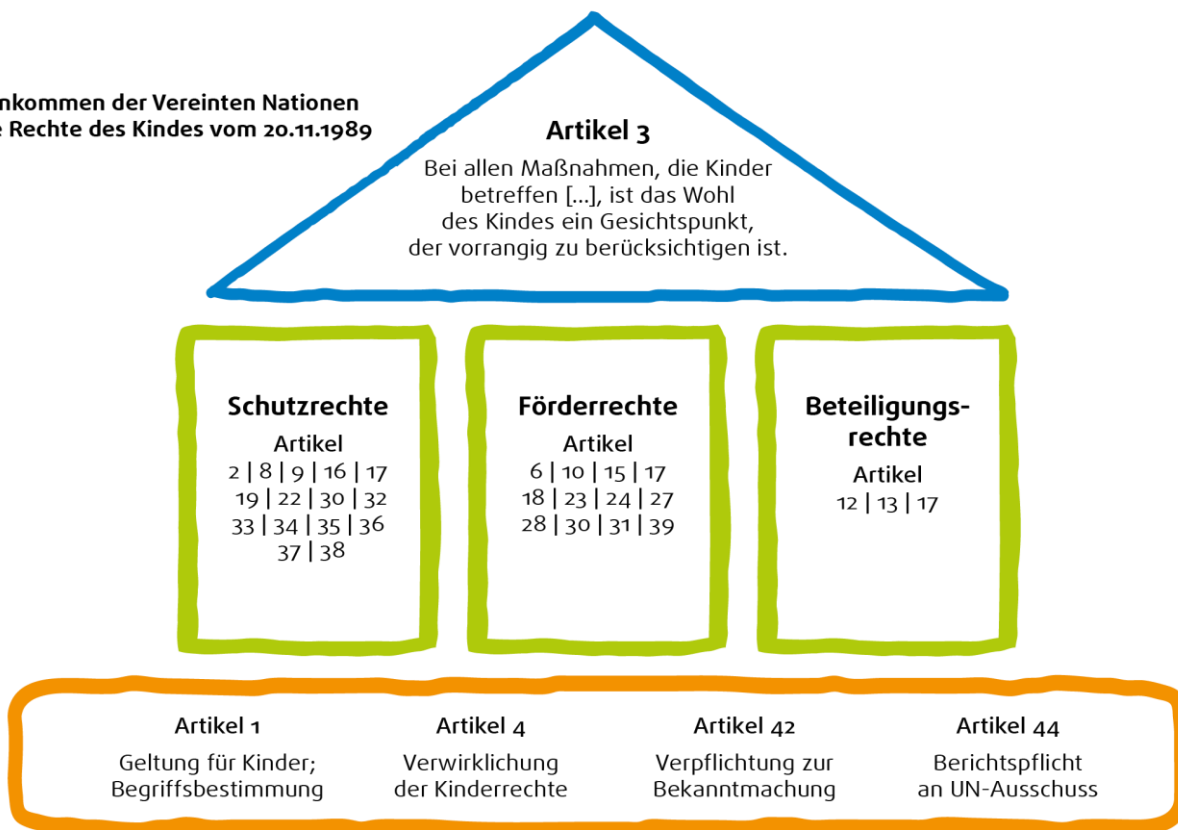 nkommen der Vereinten Nationen
e Rechte des Kindes vom 20.11.1989
Artikel 3
Bei allen Maßnahmen, die Kinder
betreffen [...], ist das Wohl
des Kindes ein Gesichtspunkt,
der vorrangig zu berücksichtigen ist.
Schutzrechte
Artikel
2 | 8 | 9 | 16 | 17
19 | 22 | 30 | 32
33 | 34 | 35 | 36
37 | 38
Förderrechte
Artikel
6 | 10 | 15 | 17
18 | 23 | 24 | 27
28 | 30 | 31 | 39
Beteiligungs-
rechte
Artikel
12 | 13 | 17
Artikel 1
Geltung für Kinder;
Begriffsbestimmung
Artikel 4
Verwirklichung
der Kinderrechte
Artikel 42
Verpflichtung zur
Bekanntmachung
Artikel 44
Berichtspflicht
an UN-Ausschuss